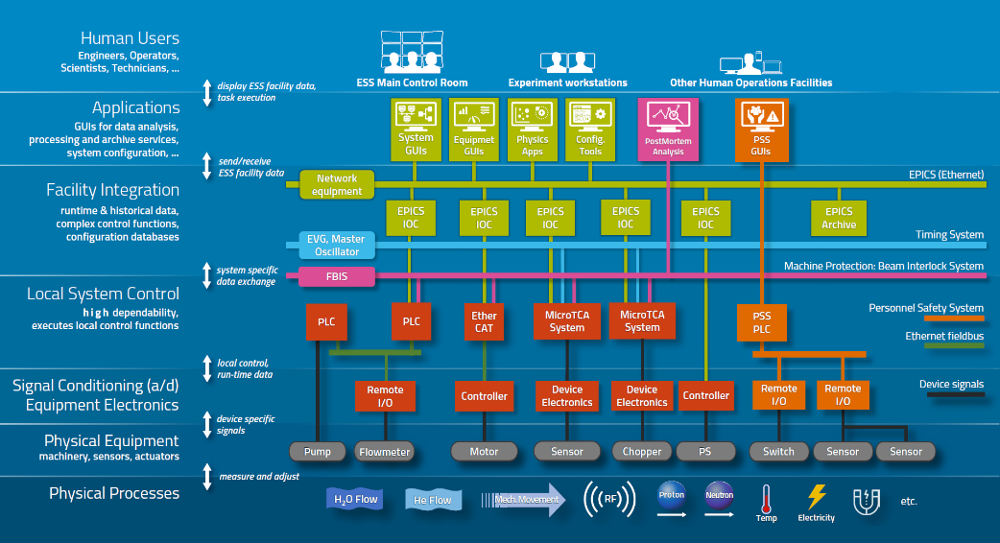 Human Users
Engineers, Operators,
Scientists, Technicians, ...
ESS Main Control Room
Experiment workstations
Other Human Operations Facilities
display ESS facility data,
task execution
Applications
GUIs for data analysis,
processing and archive services,
system configuration, ...
System
GUIs
Equipmet
GUIs
Physics
Apps
Config.
Tools
PostMortem
Analysis
PSS
GUIs
send/receive
ESS facility data
Facility Integration
runtime & historical data,
complex control functions,
configuration databases
Network
equipment
EPICS (Ethernet)
EPICS
IOC
EPICS
IOC
EPICS
IOC
EPICS
IOC
EPICS
IOC
EPICS
Archive
EVG, Master
Oscillator
Timing System
system specific
data exchange
FBIS
Machine Protection: Beam Interlock System
Local System Control
high dependability,
executes local control functions
PLC
PLC
Ether
CAT
MicroTCA
System
MicroTCA
System
PSS
PLC
Personnel Safety System
Ethernet fieldbus
local control,
run-time data
Signal Conditioning (a/d)
Equipment Electronics
Remote
I/O
Controller
Device
Electronics
Device
Electronics
Controller
Remote
I/O
Remote
I/O
Device signals
device specific
signals
Physical Equipment
machinery, sensors, actuators
Pump
Flowmeter
Motor
Sensor
Chopper
PS
Switch
Sensor
Sensor
measure and adjust
Physical Processes
H2O Flow
He Flow
Mech. Movement
RF
Proton
Neutron
Temp
Electricity
etc.